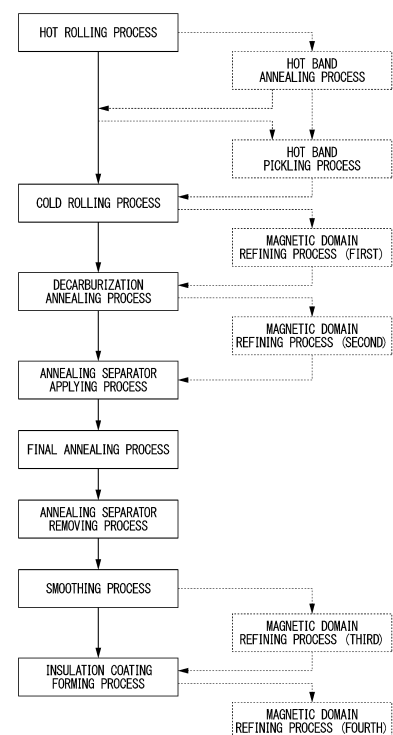 HOT ROLLING PROCESS
HOT BAND
ANNEALING PROCESS
HOT BAND
PICKLING PROCESS
COLD ROLLING PROCESS
MAGNETIC DOMAIN
REFINING PROCESS (FIRST)
DECARBURIZATION
ANNEALING PROCESS
MAGNETIC DOMAIN
REFINING PROCESS (SECOND)
ANNEALING SEPARATOR
APPLYING PROCESS
FINAL ANNEALING PROCESS
ANNEALING SEPARATOR
REMOVING PROCESS
SMOOTHING PROCESS
MAGNETIC DOMAIN
REFINING PROCESS (THIRD)
INSULATION COATING
FORMING PROCESS
MAGNETIC DOMAIN
REFINING PROCESS (FOURTH)